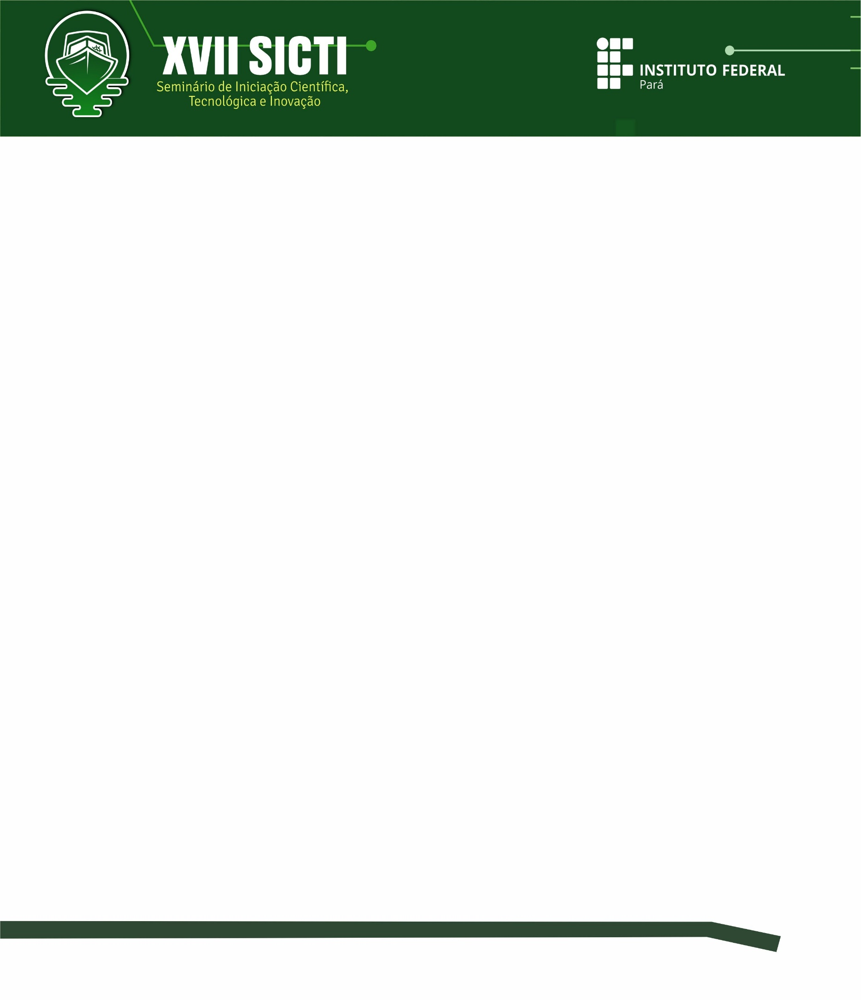 XVII SICTI
Seminário de Iniciação Científica,
Tecnológica e Inovação
INSTITUTO FEDERAL
Pará